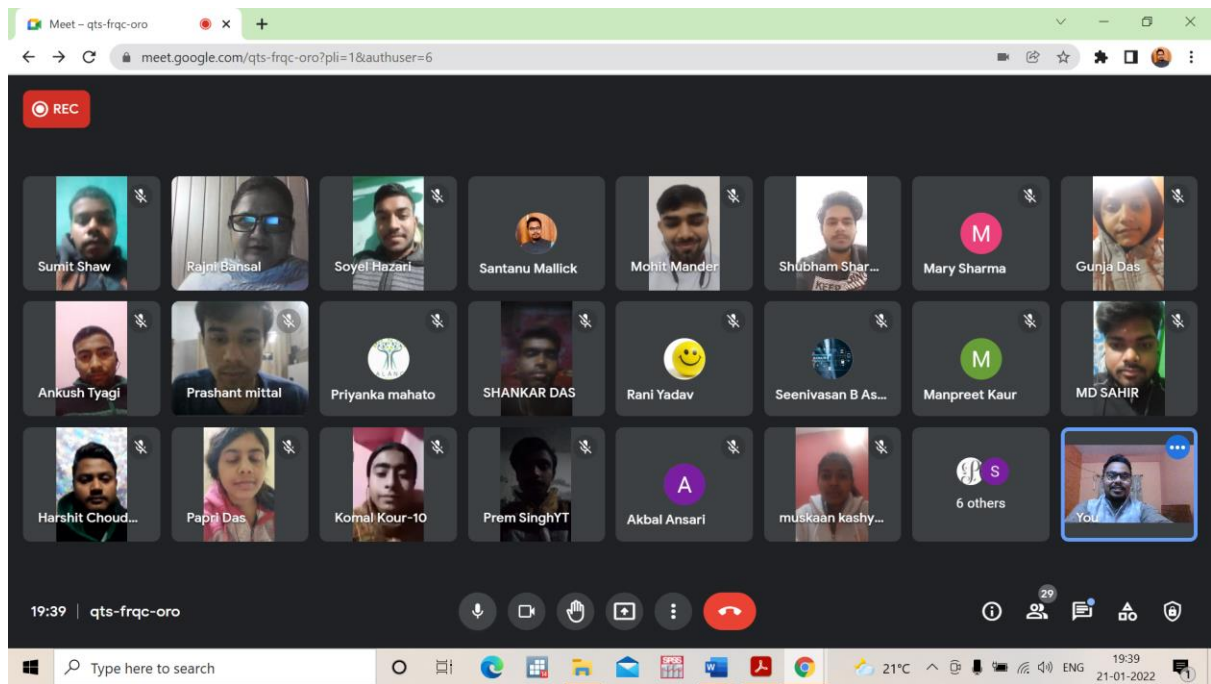 Meet – qts-frqc-oro
meet.google.com/qts-frqc-oro?pli=1&authuser=6
REC
Sumit Shaw
Rajni Bansal
Soyel Hazari
Santanu Mallick
Mohit Mander
Shubham Shar...
M
Mary Sharma
Gunja Das
KEEP
Ankush Tyagi
Prashant mittal
Priyanka mahato
SHANKAR DAS
Rani Yadav
Seenivasan B As...
M
Manpreet Kaur
MD SAHIR
Harshit Choud...
Papri Das
Komal Kour-10
Prem SinghYT
A
Akbal Ansari
muskaan kashy...
S
6 others
You
19:39 | qts-frqc-oro
29
Type here to search
SPSS
21°C
ENG
19:39
21-01-2022
1